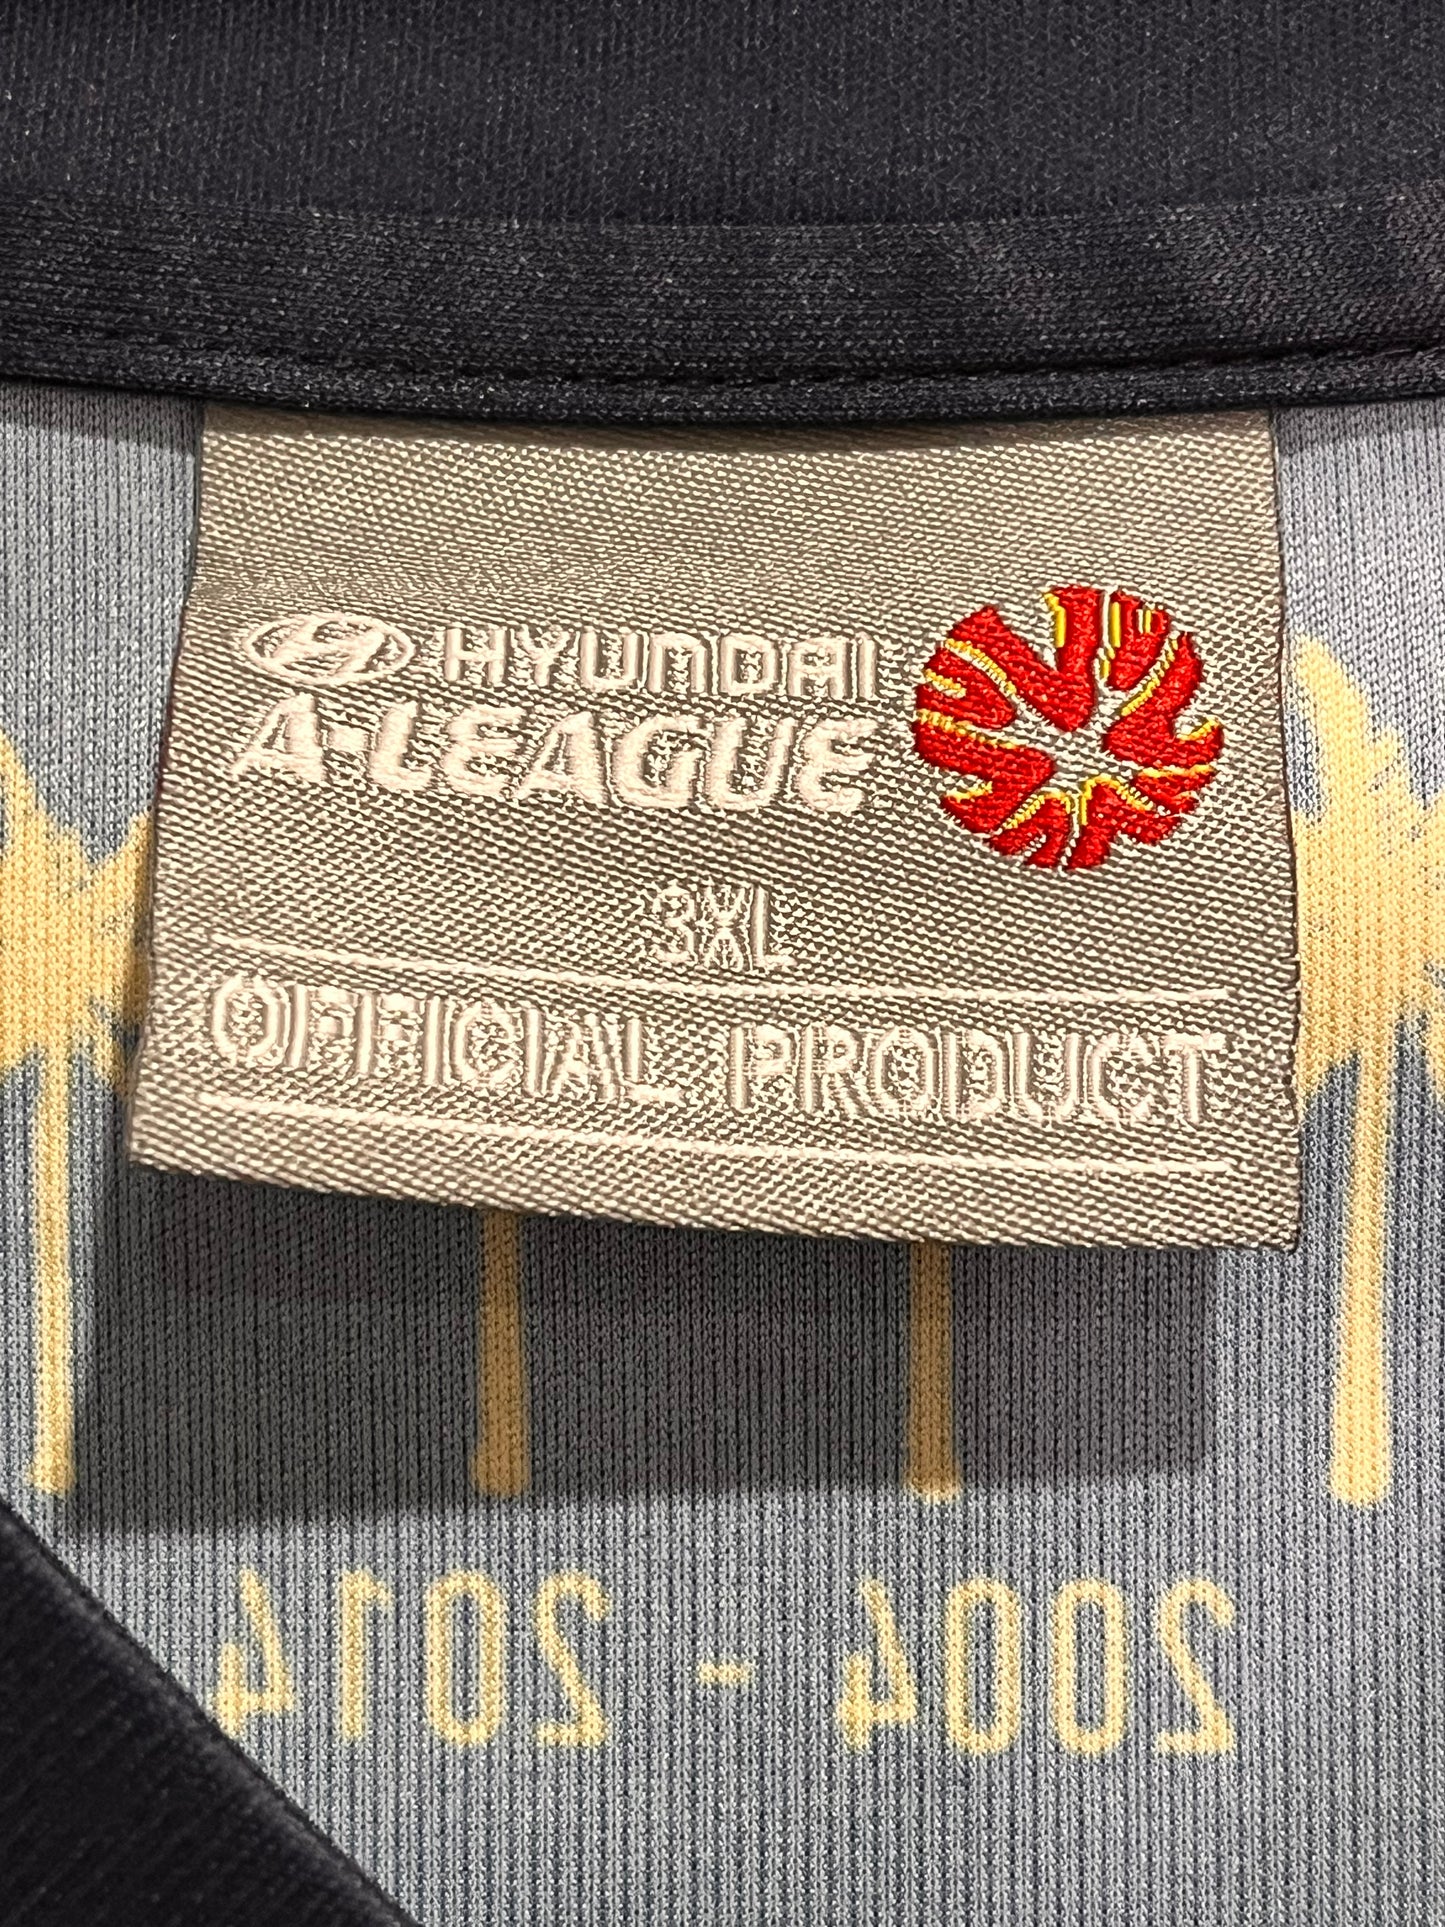 HYUNDAI
A-LEAGUE
3XL
OFFICIAL PRODUCT
2004 - 2014